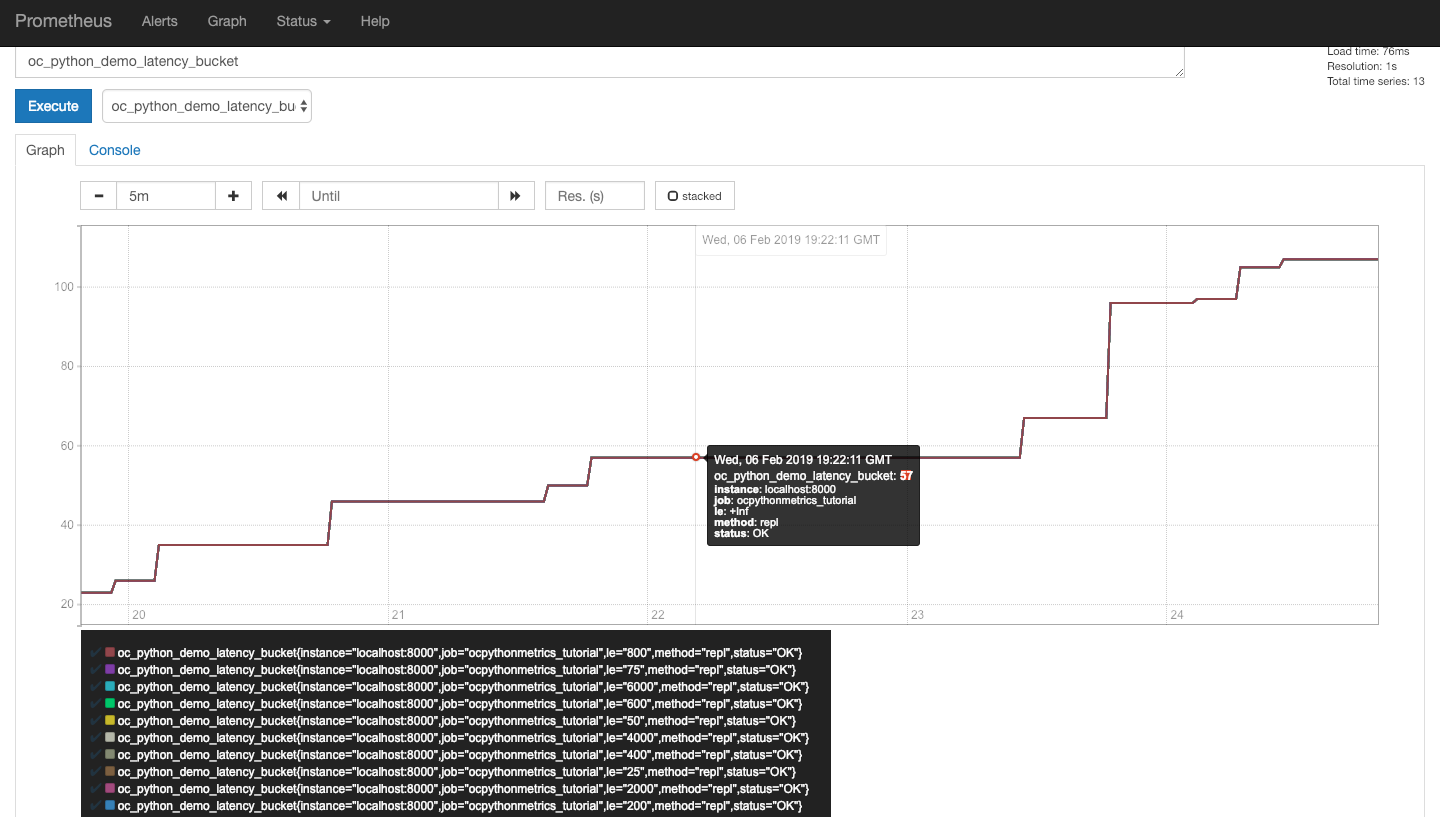 Prometheus Alerts Graph Status Help
oc_python_demo_latency_bucket
Load time: 76ms
Resolution: 1s
Total time series: 13
Execute oc_python_demo_latency_bu
Graph Console
5m Until Res. (s) stacked
Wed, 06 Feb 2019 19:22:11 GMT
100
80
60
40
20
Wed, 06 Feb 2019 19:22:11 GMT
oc_python_demo_latency_bucket: 57
instance: localhost:8000
job: ocpythonmetrics_tutorial
le: +Inf
method: repl
status: OK
20 21 22 23 24
oc_python_demo_latency_bucket{instance="localhost:8000",job="ocpythonmetrics_tutorial",le="800",method="repl",status="OK"}
oc_python_demo_latency_bucket{instance="localhost:8000",job="ocpythonmetrics_tutorial",le="75",method="repl",status="OK"}
oc_python_demo_latency_bucket{instance="localhost:8000",job="ocpythonmetrics_tutorial",le="6000",method="repl",status="OK"}
oc_python_demo_latency_bucket{instance="localhost:8000",job="ocpythonmetrics_tutorial",le="600",method="repl",status="OK"}
oc_python_demo_latency_bucket{instance="localhost:8000",job="ocpythonmetrics_tutorial",le="50",method="repl",status="OK"}
oc_python_demo_latency_bucket{instance="localhost:8000",job="ocpythonmetrics_tutorial",le="4000",method="repl",status="OK"}
oc_python_demo_latency_bucket{instance="localhost:8000",job="ocpythonmetrics_tutorial",le="400",method="repl",status="OK"}
oc_python_demo_latency_bucket{instance="localhost:8000",job="ocpythonmetrics_tutorial",le="25",method="repl",status="OK"}
oc_python_demo_latency_bucket{instance="localhost:8000",job="ocpythonmetrics_tutorial",le="2000",method="repl",status="OK"}
oc_python_demo_latency_bucket{instance="localhost:8000",job="ocpythonmetrics_tutorial",le="200",method="repl",status="OK"}